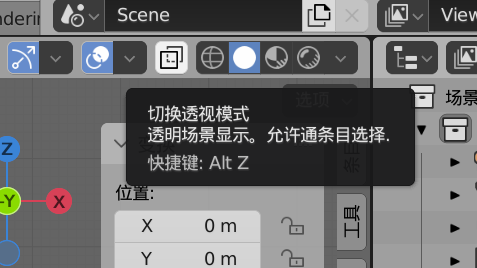 nderin
Scene
View
选项
切换透视模式
透明场景显示。允许通条目选择.
快捷键: Alt Z
场景
Z
-Y
X
位置:
X 0 m
Y 0 m
工具